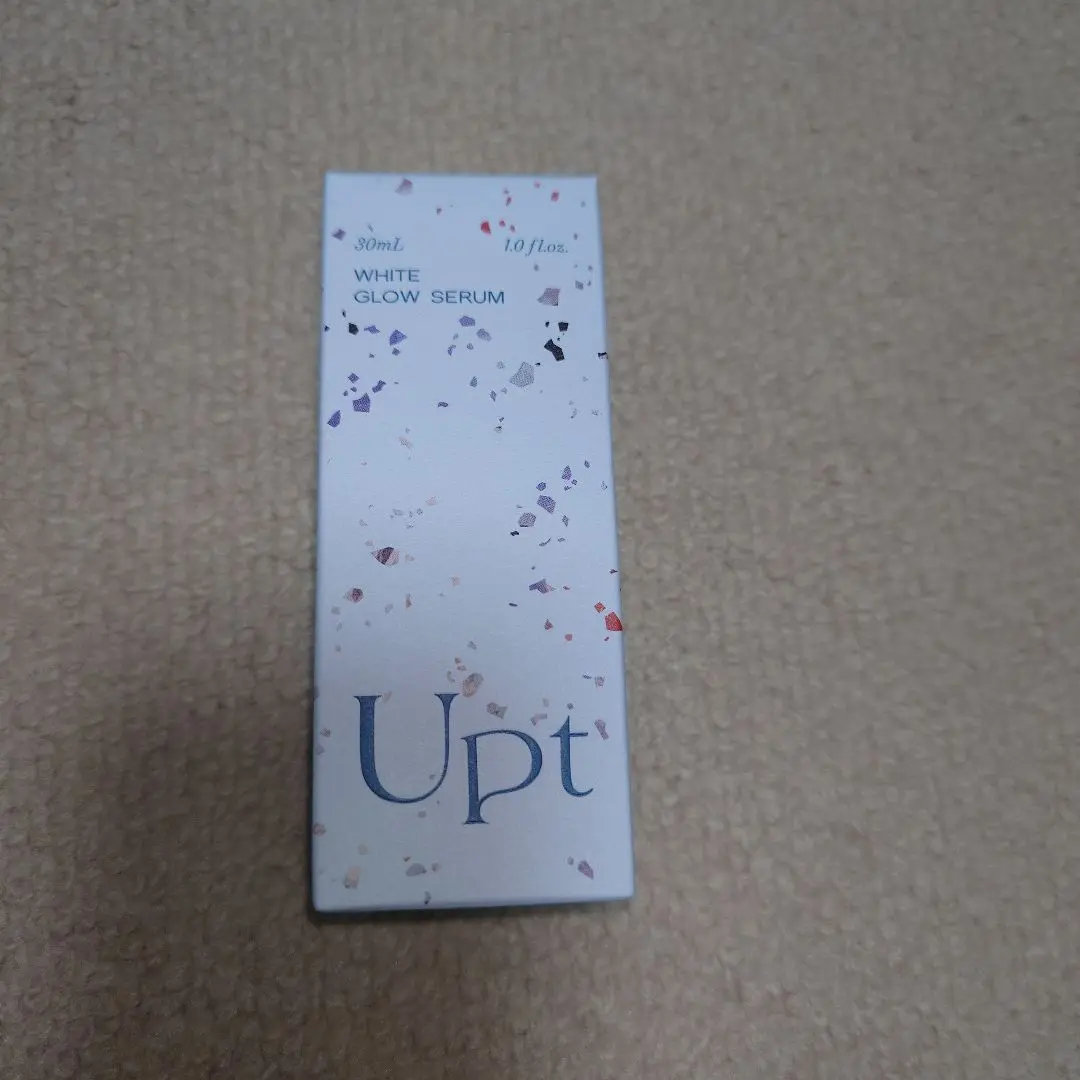 30mL 1.0 fl.oz.
WHITE
GLOW SERUM
Upt